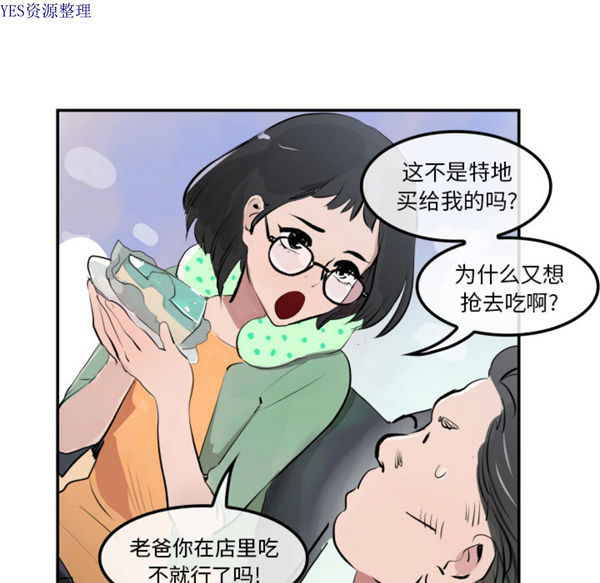 YES资源整理
这不是特地
买给我的吗?
为什么又想
抢去吃啊?
老爸你在店里吃
不就行了吗!